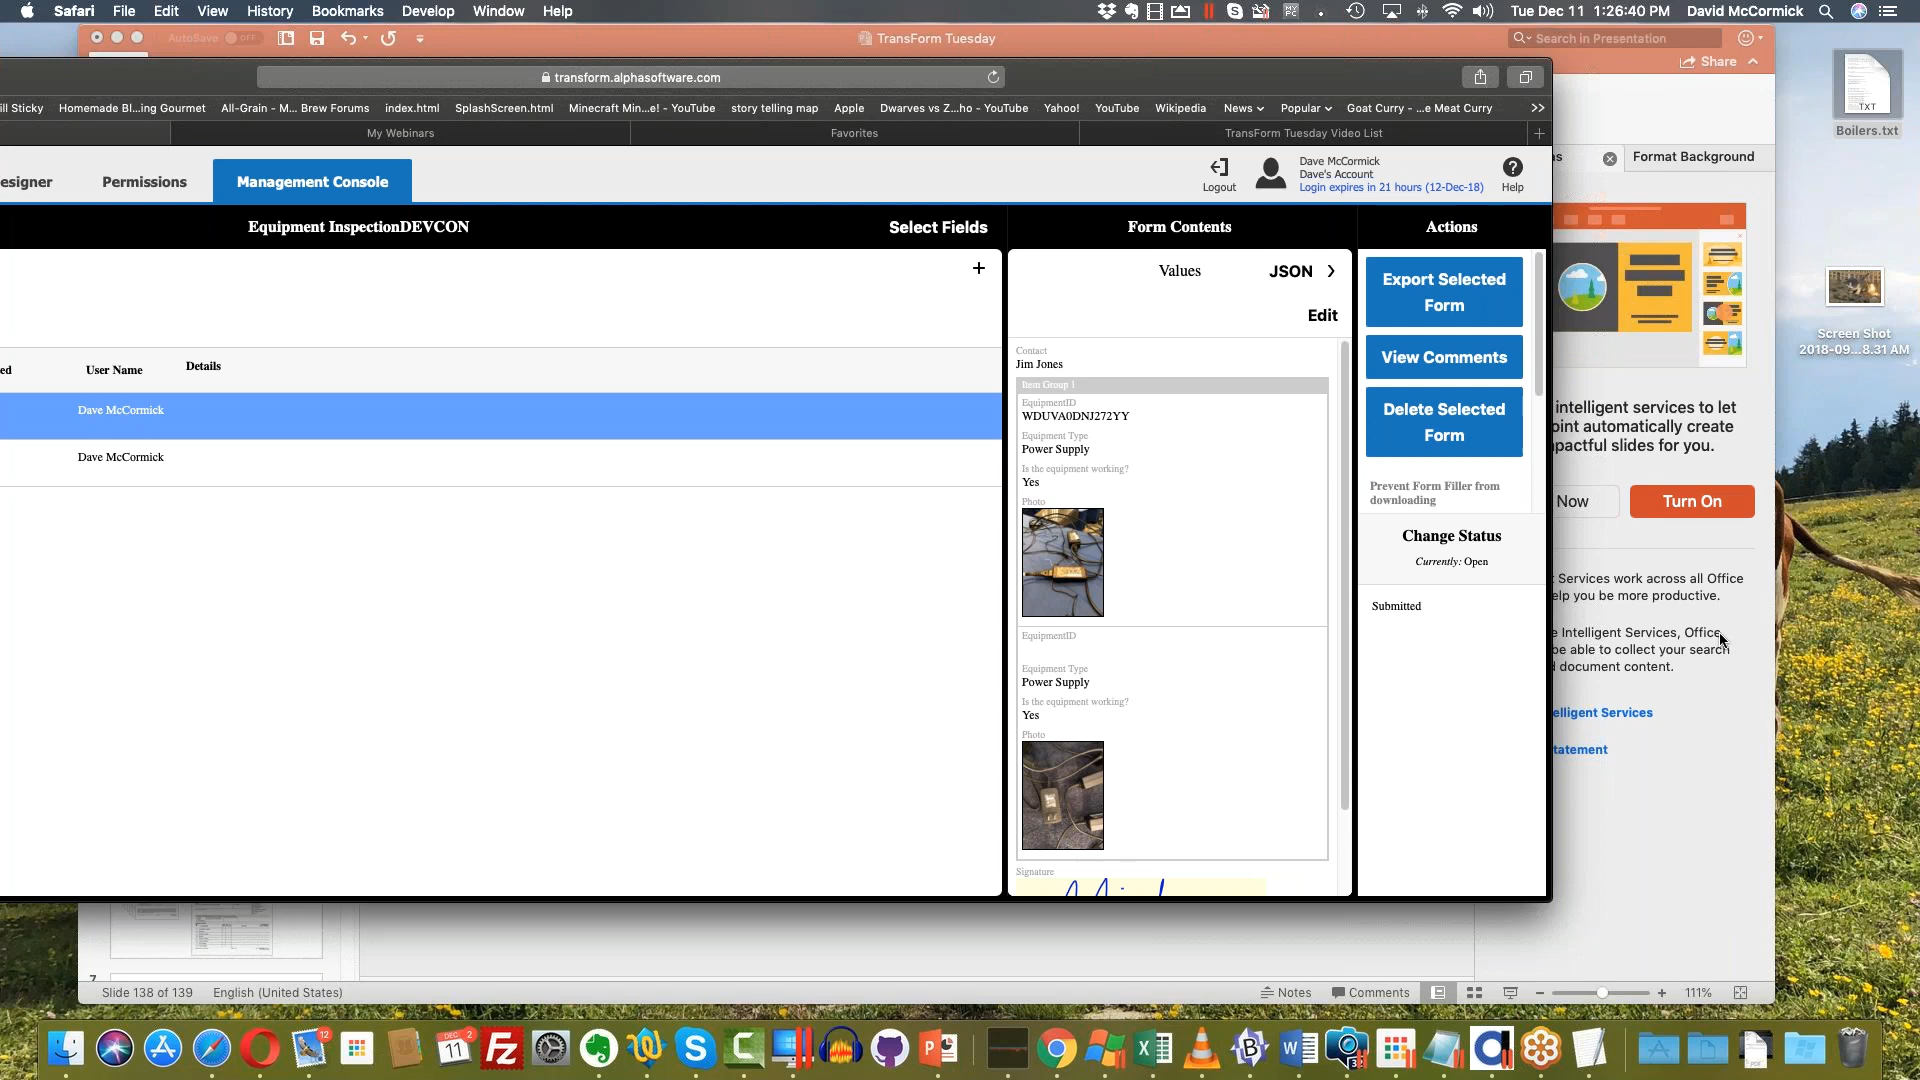 Safari File Edit View History Bookmarks Develop Window Help
Tue Dec 11 1:26:40 PM David McCormick
AutoSave OFF
TransForm Tuesday
Search in Presentation
Share
transform.alphasoftware.com
ill Sticky Homemade Bl...ing Gourmet All-Grain - M... Brew Forums index.html SplashScreen.html Minecraft Min...e! - YouTube story telling map Apple Dwarves vs Z...ho - YouTube Yahoo! YouTube Wikipedia News Popular Goat Curry - ...e Meat Curry
My Webinars Favorites TransForm Tuesday Video List
TXT
Boilers.txt
Format Background
esigner Permissions Management Console
Logout
Dave McCormick
Dave's Account
Login expires in 21 hours (12-Dec-18)
Help
Equipment InspectionDEVCON Select Fields Form Contents Actions
+
Values JSON
Edit
ed User Name Details
Dave McCormick
Dave McCormick
Contact
Jim Jones
Item Group 1
EquipmentID
WDUVA0DNJ272YY
Equipment Type
Power Supply
Is the equipment working?
Yes
Photo
EquipmentID
Equipment Type
Power Supply
Is the equipment working?
Yes
Photo
Signature
Export Selected
Form
View Comments
Delete Selected
Form
Prevent Form Filler from
downloading
Change Status
Currently: Open
Submitted
Screen Shot
2018-09...8.31 AM
intelligent services to let
oint automatically create
pactful slides for you.
Now Turn On
t Services work across all Office
elp you be more productive.
e Intelligent Services, Office
be able to collect your search
d document content.
elligent Services
tatement
7
Slide 138 of 139 English (United States)
Notes Comments 111%
12
DEC 2
11